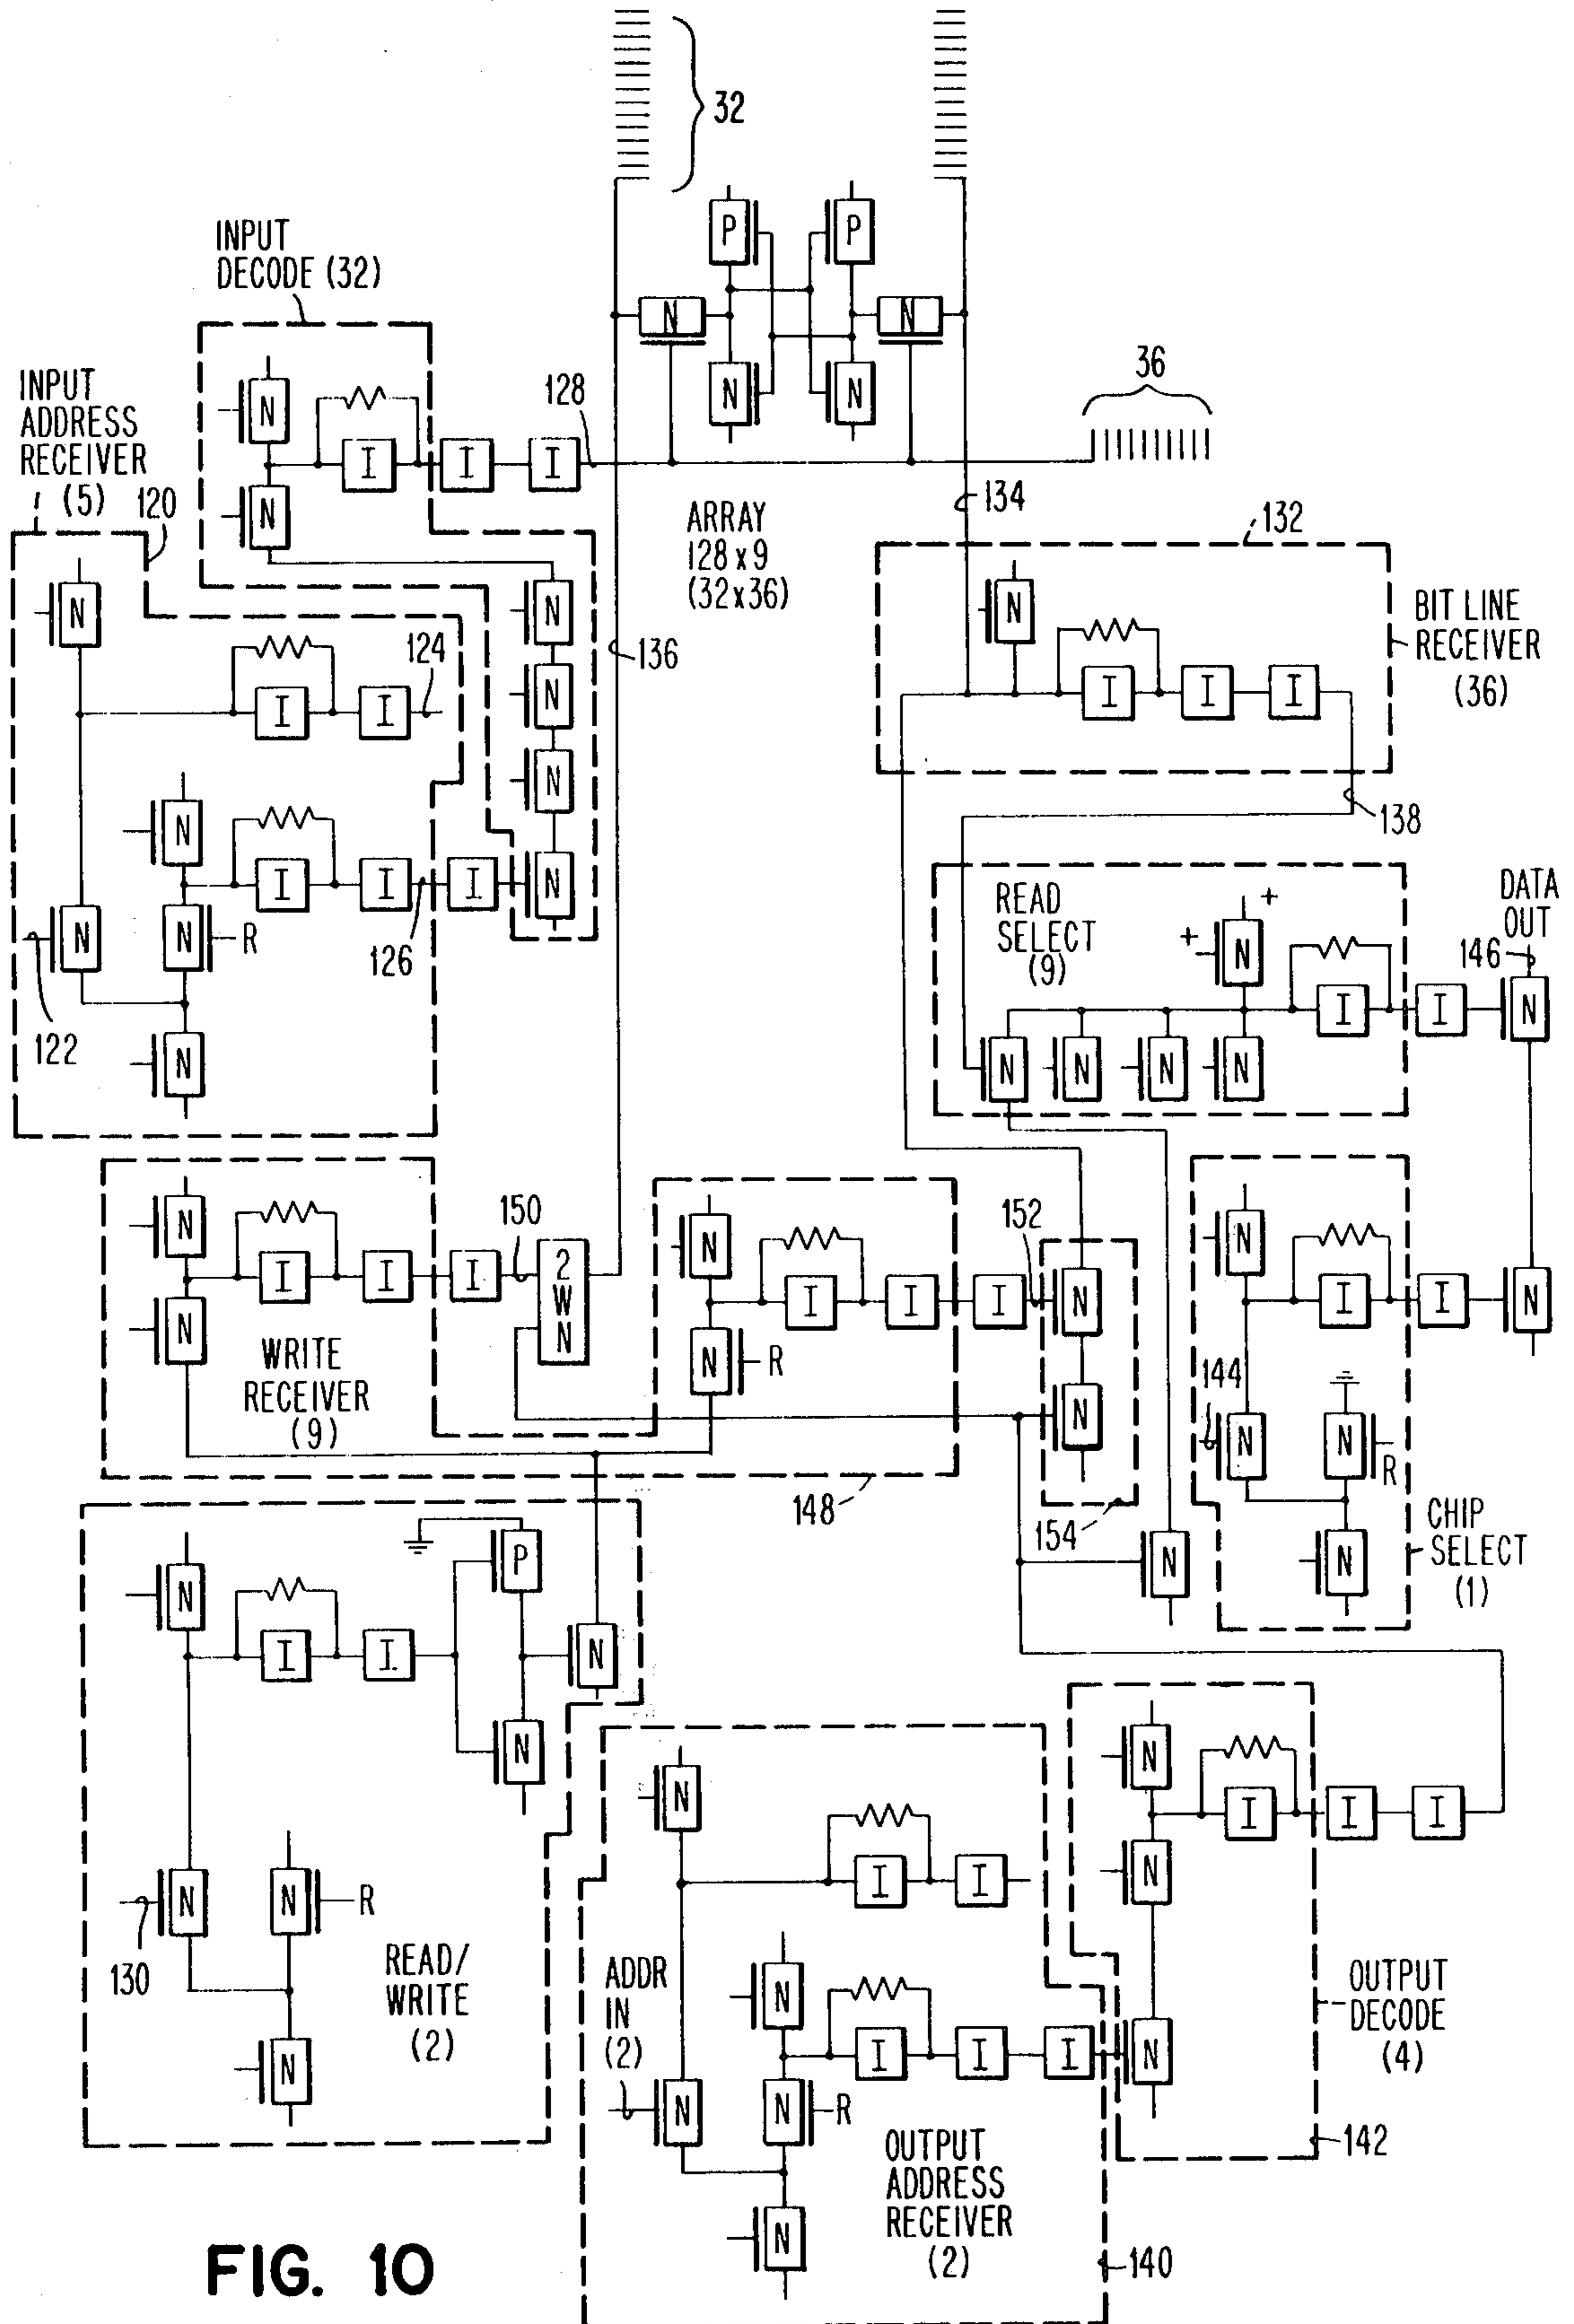 32
P
P
INPUT
DECODE (32)
N
N
36
N
N
INPUT
ADDRESS
RECEIVER
(5)
120
N
I
I
I
128
N
134
ARRAY
128 x 9
(32x36)
132
N
N
N
BIT LINE
RECEIVER
(36)
I
I
124
136
N
I
I
I
N
138
N
I
I
I
N
READ
SELECT
(9)
+
+
N
DATA
OUT
146
N
N
R
126
122
I
I
N
N
N
N
N
N
N
I
I
I
150
2
W
N
N
I
I
I
152
N
N
I
I
N
N
WRITE
RECEIVER
(9)
N
R
N
144
N
N
R
148
154
CHIP
SELECT
(1)
P
N
I
I
N
N
N
N
N
N
I
I
I
I
I
N
N
N
R
130
READ/
WRITE
(2)
ADDR
IN
(2)
N
I
I
I
OUTPUT
DECODE
(4)
N
N
N
N
R
142
OUTPUT
ADDRESS
RECEIVER
(2)
N
140
FIG. 10